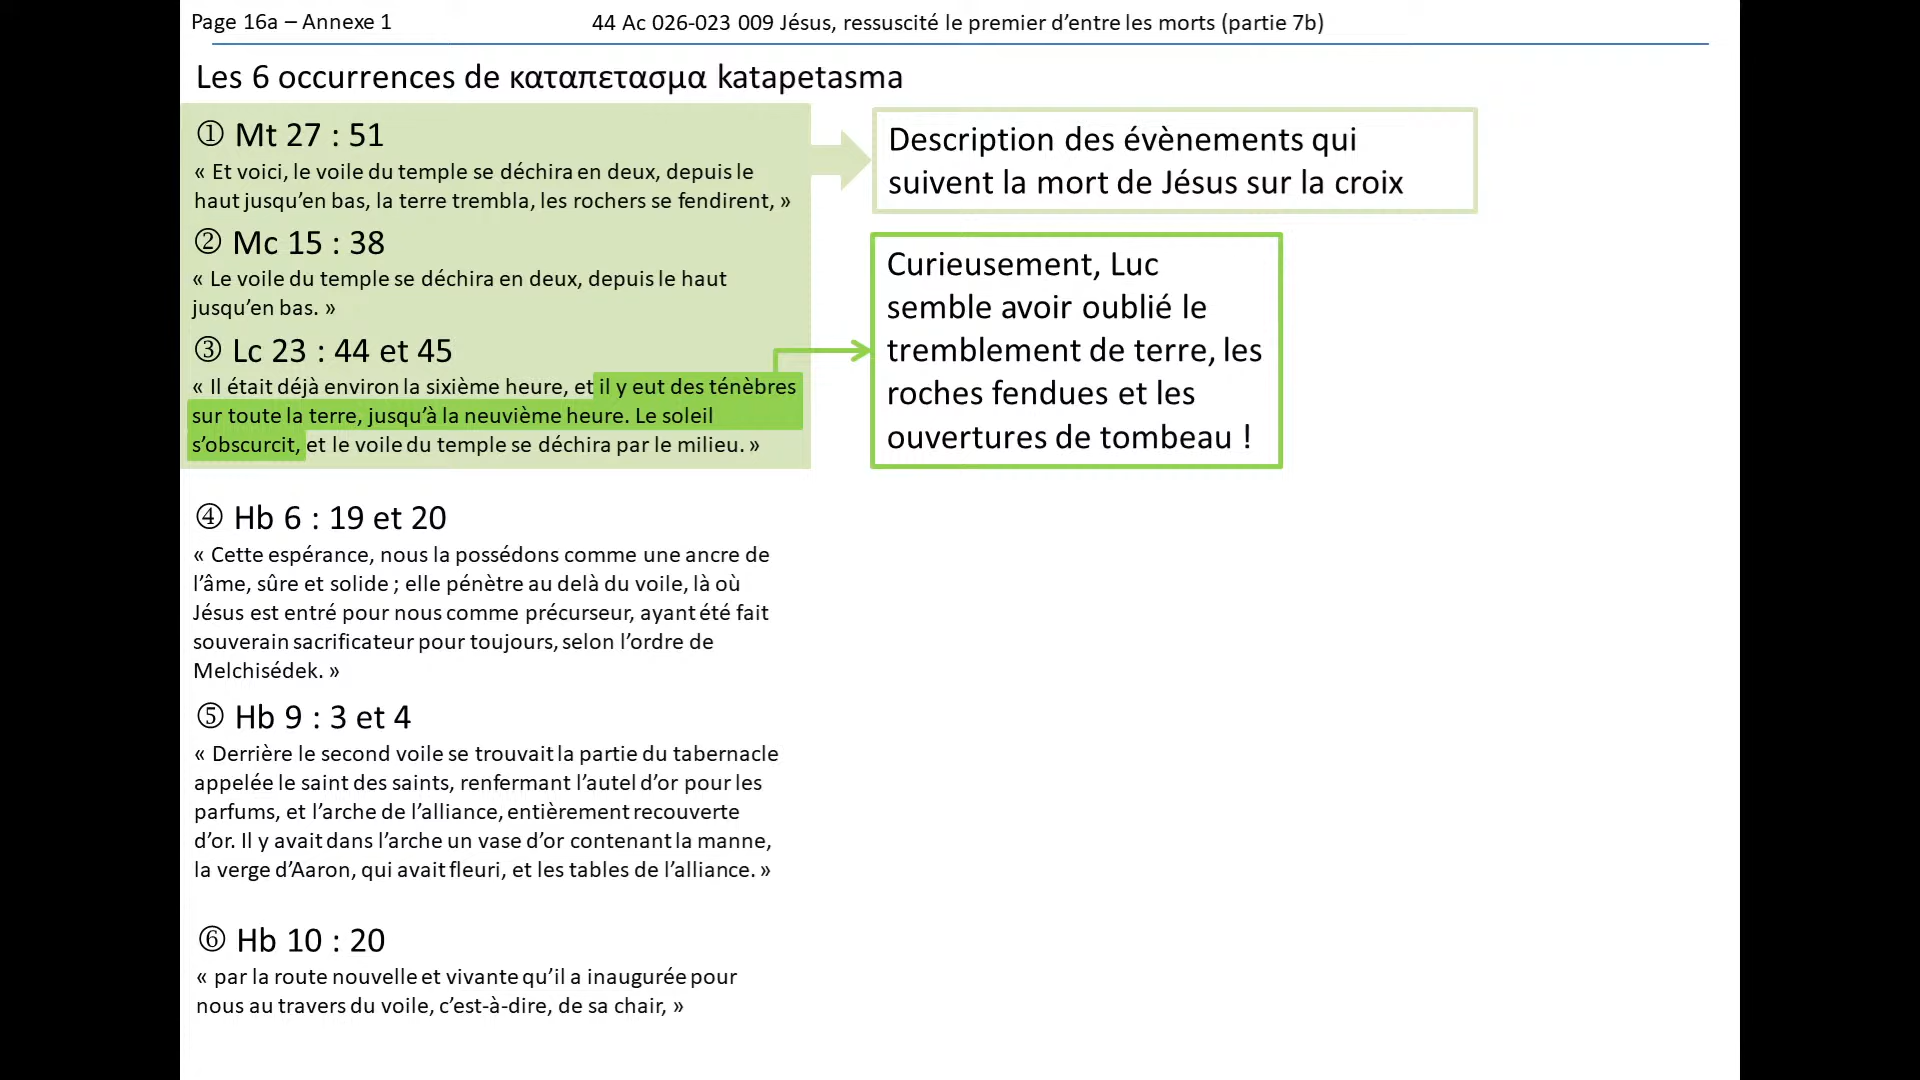 Page 16a – Annexe 1
44 Ac 026-023 009 Jésus, ressuscité le premier d’entre les morts (partie 7b)
Les 6 occurrences de καταπετασμα katapetasma
① Mt 27 : 51
« Et voici, le voile du temple se déchira en deux, depuis le
haut jusqu’en bas, la terre trembla, les rochers se fendirent, »
② Mc 15 : 38
« Le voile du temple se déchira en deux, depuis le haut
jusqu’en bas. »
③ Lc 23 : 44 et 45
« Il était déjà environ la sixième heure, et il y eut des ténèbres
sur toute la terre, jusqu’à la neuvième heure. Le soleil
s’obscurcit, et le voile du temple se déchira par le milieu. »
Description des évènements qui
suivent la mort de Jésus sur la croix
Curieusement, Luc
semble avoir oublié le
tremblement de terre, les
roches fendues et les
ouvertures de tombeau !
④ Hb 6 : 19 et 20
« Cette espérance, nous la possédons comme une ancre de
l’âme, sûre et solide ; elle pénètre au delà du voile, là où
Jésus est entré pour nous comme précurseur, ayant été fait
souverain sacrificateur pour toujours, selon l’ordre de
Melchisédek. »
⑤ Hb 9 : 3 et 4
« Derrière le second voile se trouvait la partie du tabernacle
appelée le saint des saints, renfermant l’autel d’or pour les
parfums, et l’arche de l’alliance, entièrement recouverte
d’or. Il y avait dans l’arche un vase d’or contenant la manne,
la verge d’Aaron, qui avait fleuri, et les tables de l’alliance. »
⑥ Hb 10 : 20
« par la route nouvelle et vivante qu’il a inaugurée pour
nous au travers du voile, c’est-à-dire, de sa chair, »